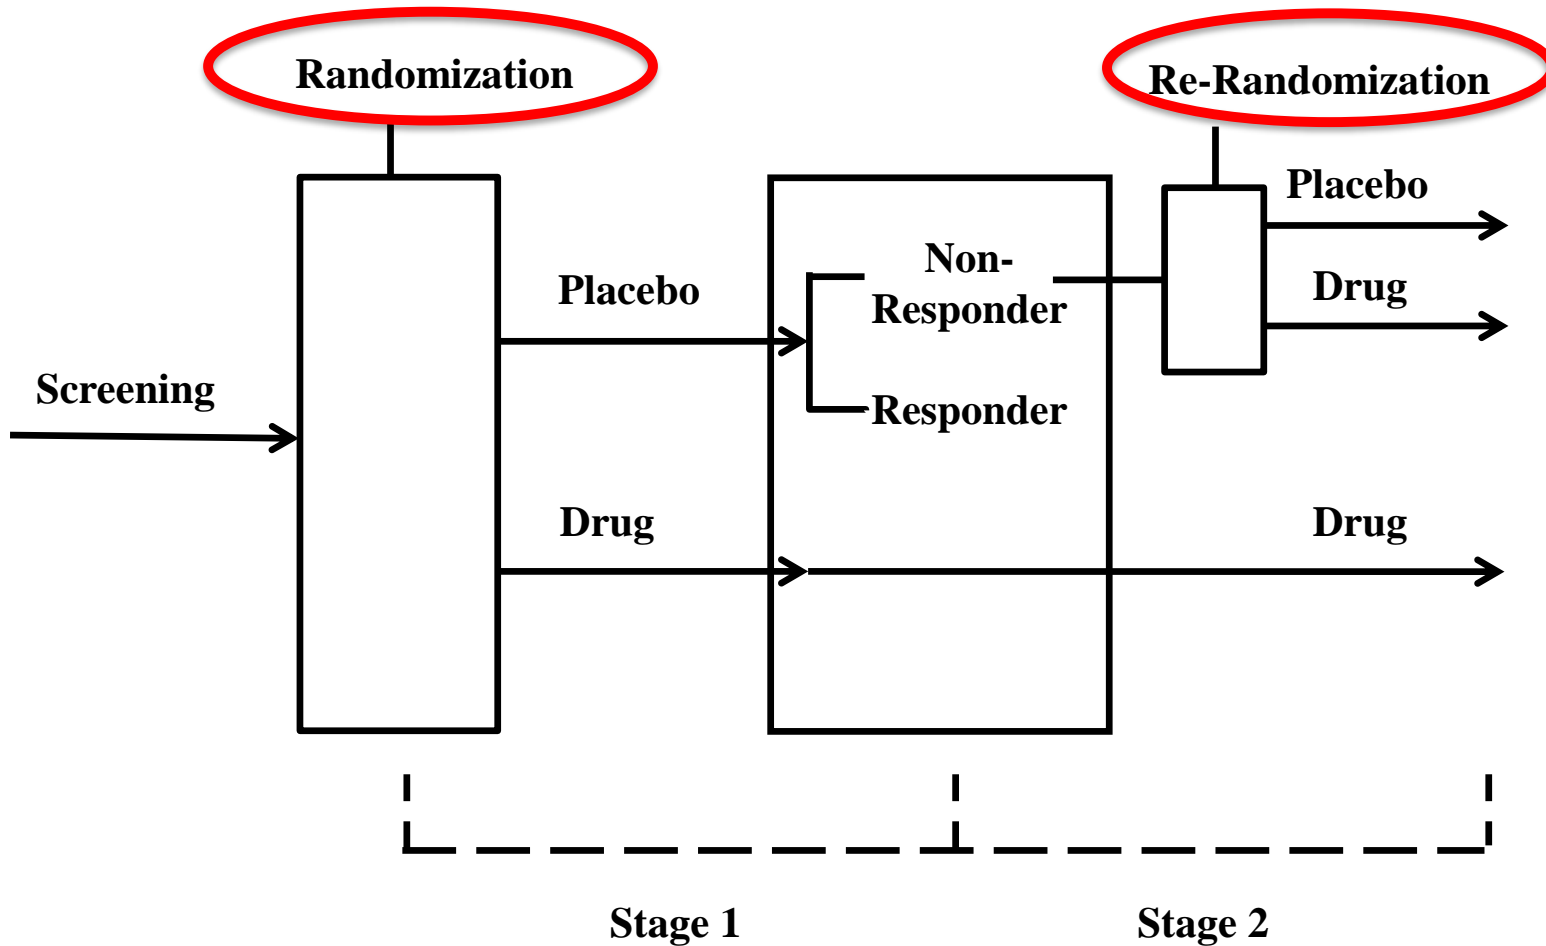 Randomization
Re-Randomization
Placebo
Non-
Responder
Placebo
Drug
Screening
Responder
Drug
Drug
Stage 1
Stage 2